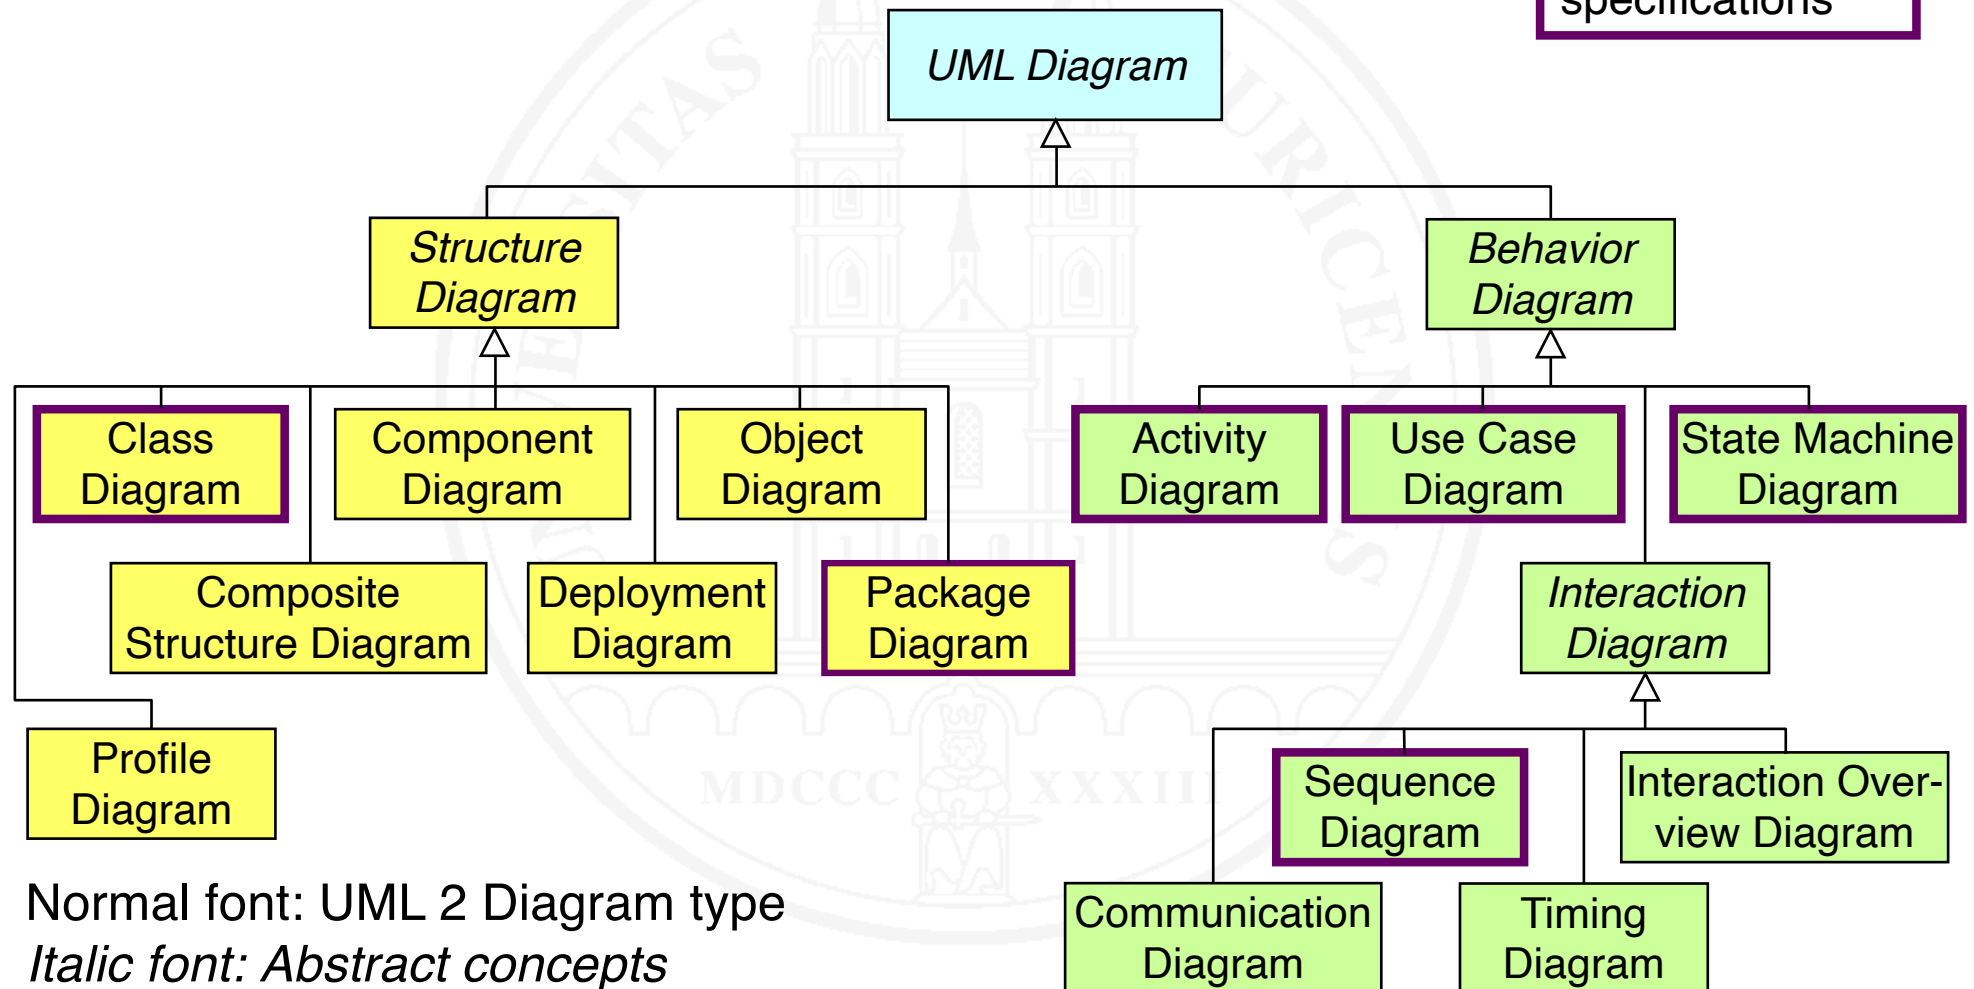 specifications
UML Diagram
Structure
Diagram
Behavior
Diagram
Class
Diagram
Component
Diagram
Object
Diagram
Activity
Diagram
Use Case
Diagram
State Machine
Diagram
Composite
Structure Diagram
Deployment
Diagram
Package
Diagram
Interaction
Diagram
Profile
Diagram
Sequence
Diagram
Interaction Over-
view Diagram
Communication
Diagram
Timing
Diagram
Normal font: UML 2 Diagram type
Italic font: Abstract concepts
MDCCC XXXIII